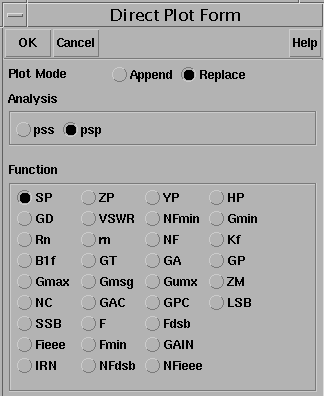 Direct Plot Form
OK Cancel Help
Plot Mode Append Replace
Analysis
pss psp
Function
SP ZP YP HP
GD VSWR NFmin Gmin
Rn rn NF Kf
B1f GT GA GP
Gmax Gmsg Gumx ZM
NC GAC GPC LSB
SSB F Fdsb
Fieee Fmin GAIN
IRN NFdsb NFieee